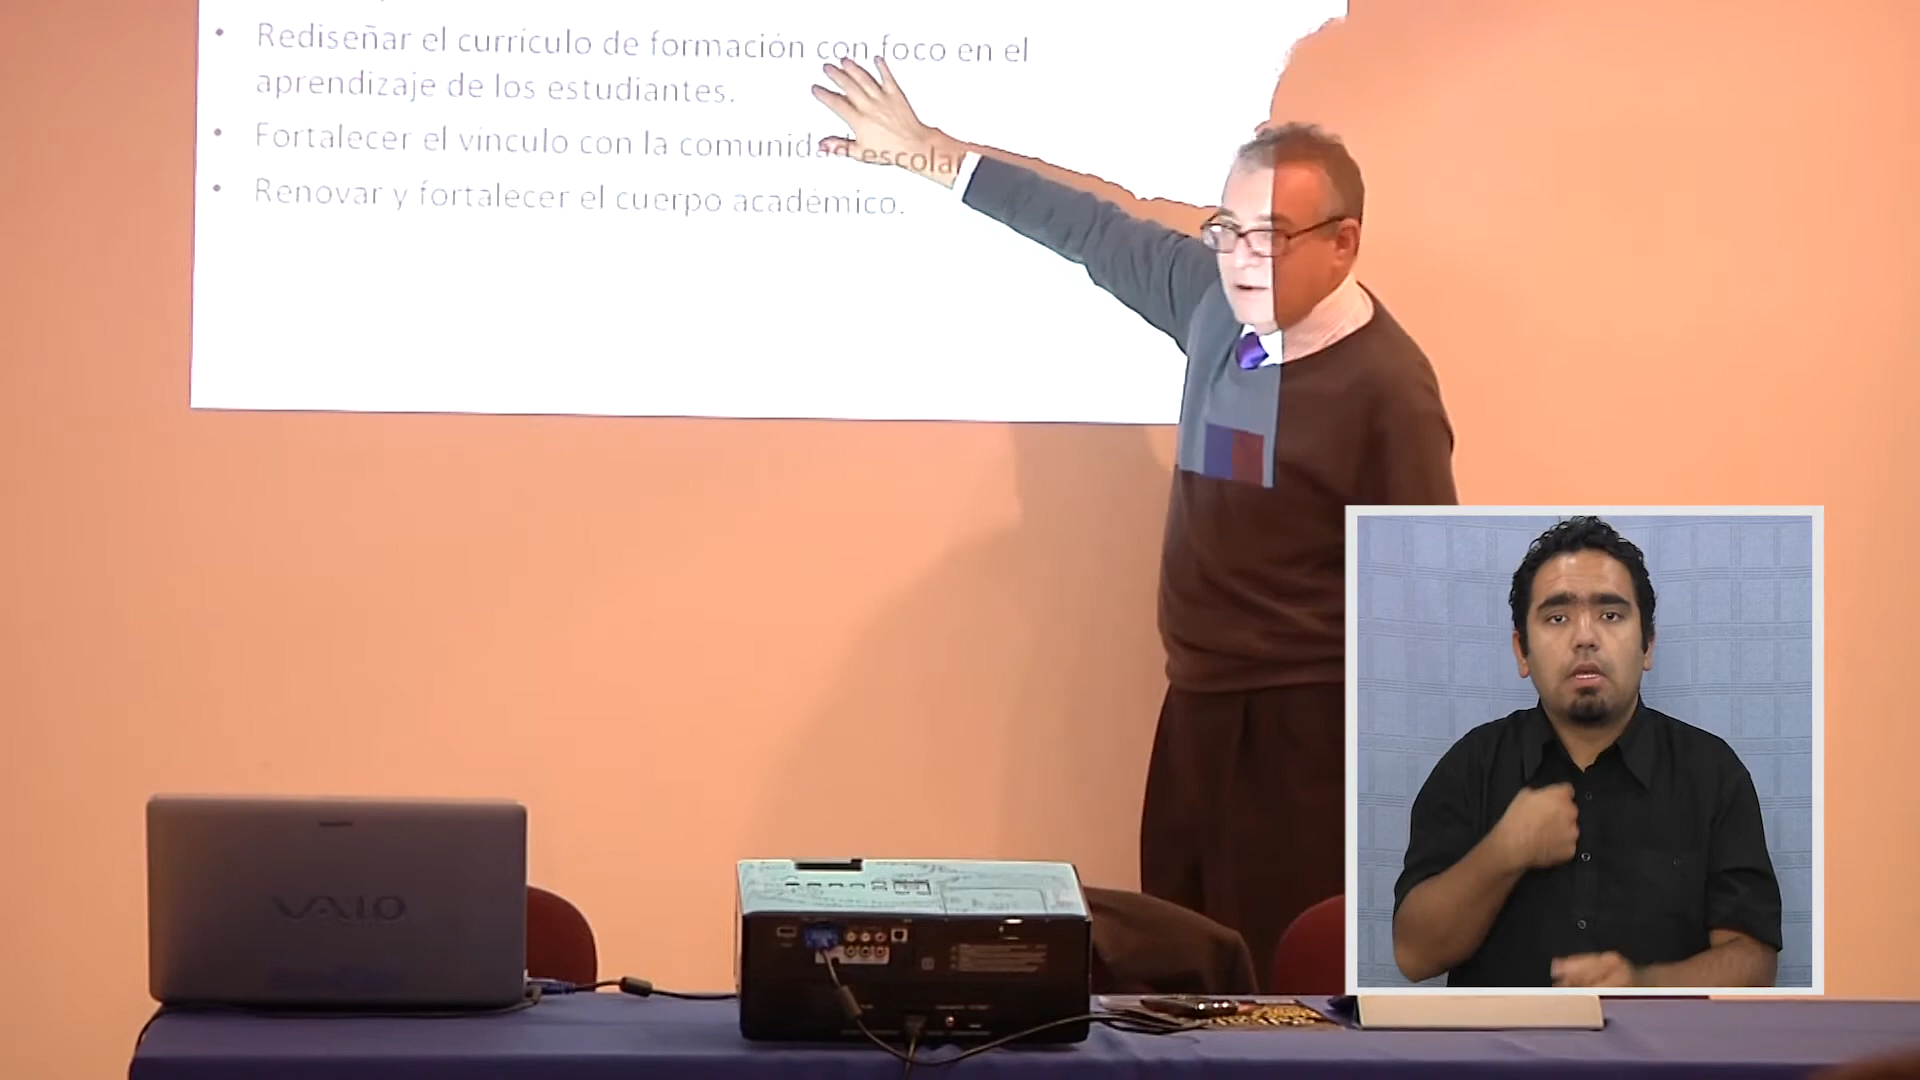 • Rediseñar el currículo de formación con foco en el
aprendizaje de los estudiantes.
• Fortalecer el vínculo con la comunidad escolar
• Renovar y fortalecer el cuerpo académico.
VAIO